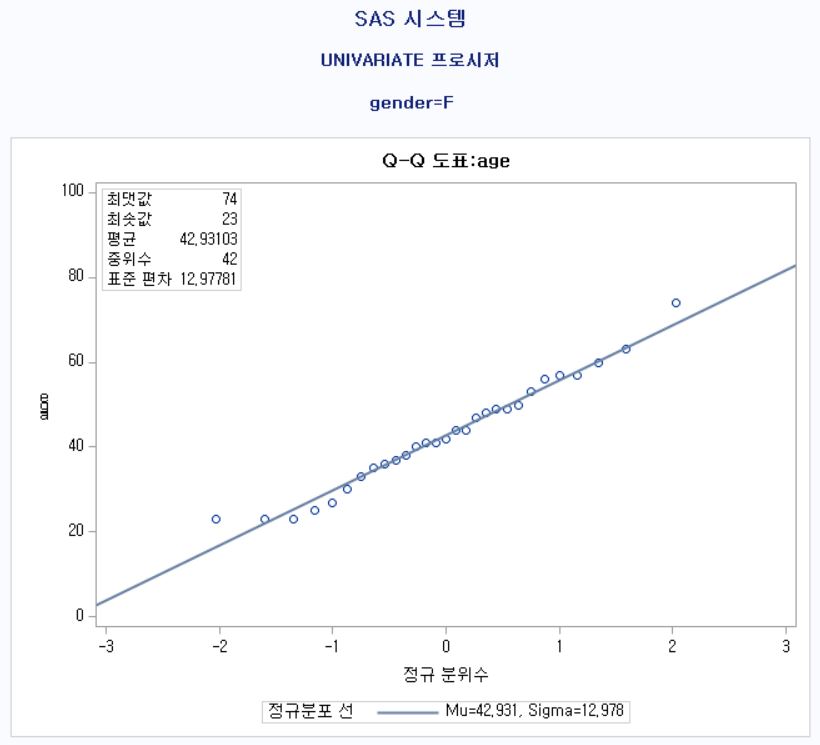 SAS 시스템
UNIVARIATE 프로시저
gender=F
Q-Q 도표:age
최댓값 74
최솟값 23
평균 42.93103
중위수 42
표준 편차 12.97781
100
80
60
40
20
0
-3 -2 -1 0 1 2 3
정규 분위수
정규분포 선 Mu=42.931, Sigma=12.978